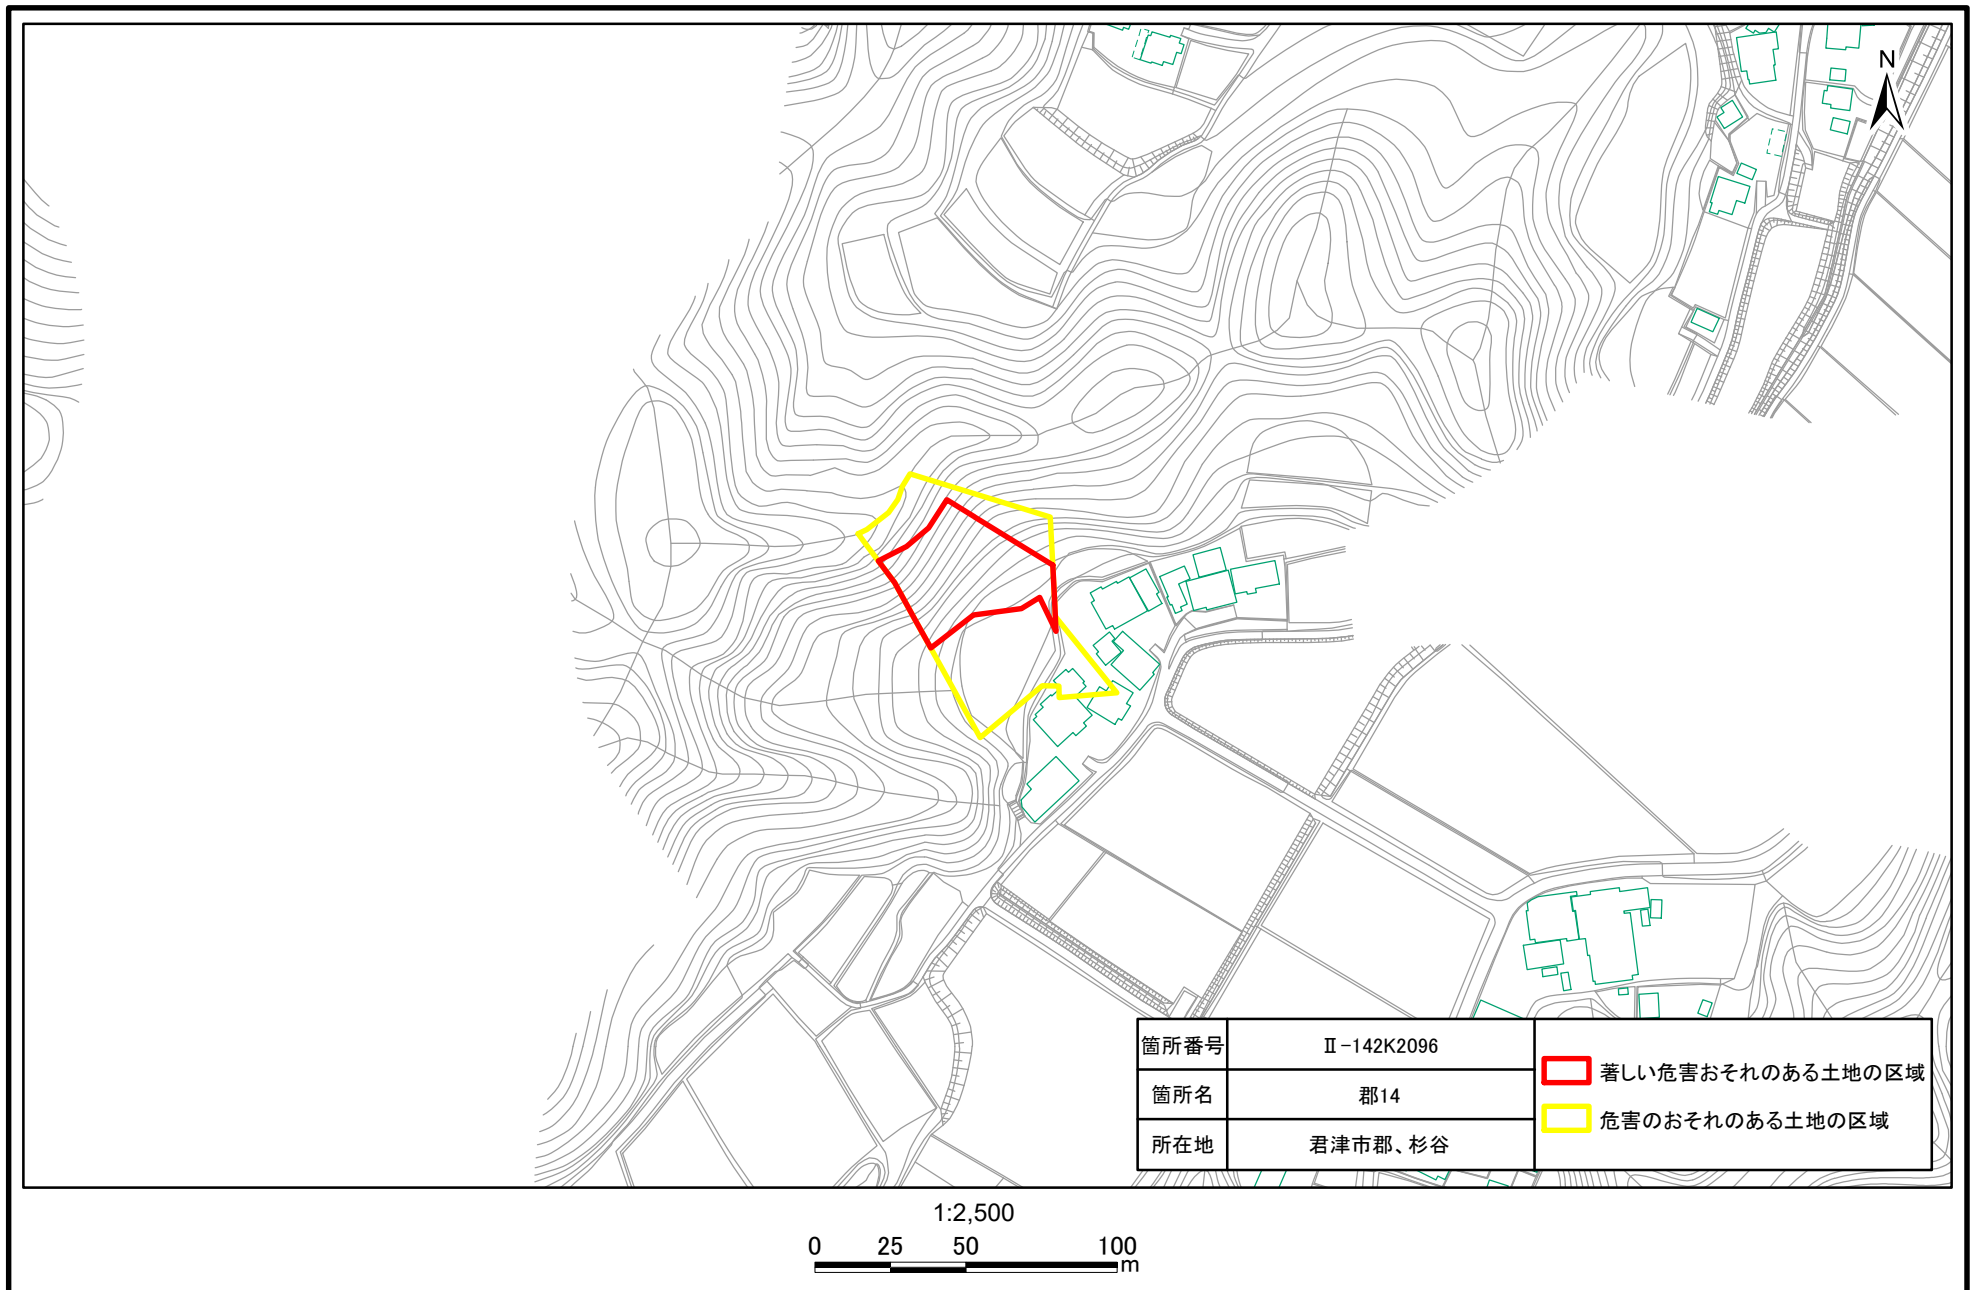 N
箇所番号 Ⅱ-142K2096
箇所名 郡14
所在地 君津市郡、杉谷
著しい危害おそれのある土地の区域
危害のおそれのある土地の区域
1:2,500
0 25 50 100
m